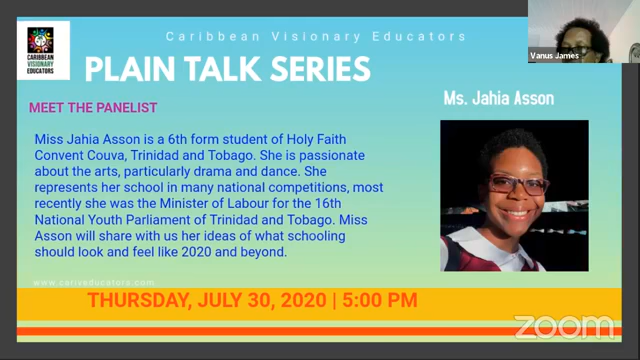 Caribbean Visionary Educators
CARIBBEAN
VISIONARY
EDUCATORS
PLAIN TALK SERIES
Vanus James
MEET THE PANELIST
Ms. Jahia Asson
Miss Jahia Asson is a 6th form student of Holy Faith
Convent Couva, Trinidad and Tobago. She is passionate
about the arts, particularly drama and dance. She
represents her school in many national competitions, most
recently she was the Minister of Labour for the 16th
National Youth Parliament of Trinidad and Tobago. Miss
Asson will share with us her ideas of what schooling
should look and feel like 2020 and beyond.
www.cariveducators.com
THURSDAY, JULY 30, 2020 | 5:00 PM
zoom